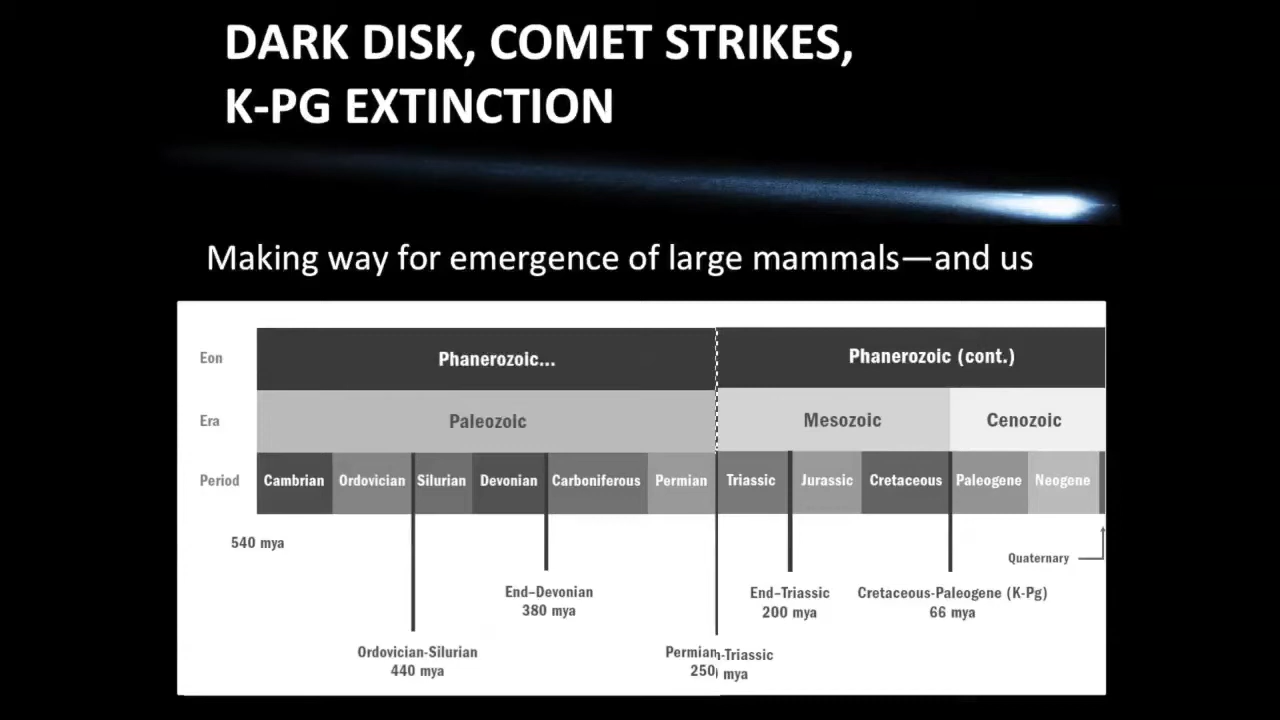 DARK DISK, COMET STRIKES,
K-PG EXTINCTION
Making way for emergence of large mammals—and us
Eon
Phanerozoic...
Phanerozoic (cont.)
Era
Paleozoic
Mesozoic
Cenozoic
Period
Cambrian
Ordovician
Silurian
Devonian
Carboniferous
Permian
Triassic
Jurassic
Cretaceous
Paleogene
Neogene
540 mya
Quaternary
End-Devonian
380 mya
End-Triassic
200 mya
Cretaceous-Paleogene (K-Pg)
66 mya
Ordovician-Silurian
440 mya
Permian-Triassic
250 mya